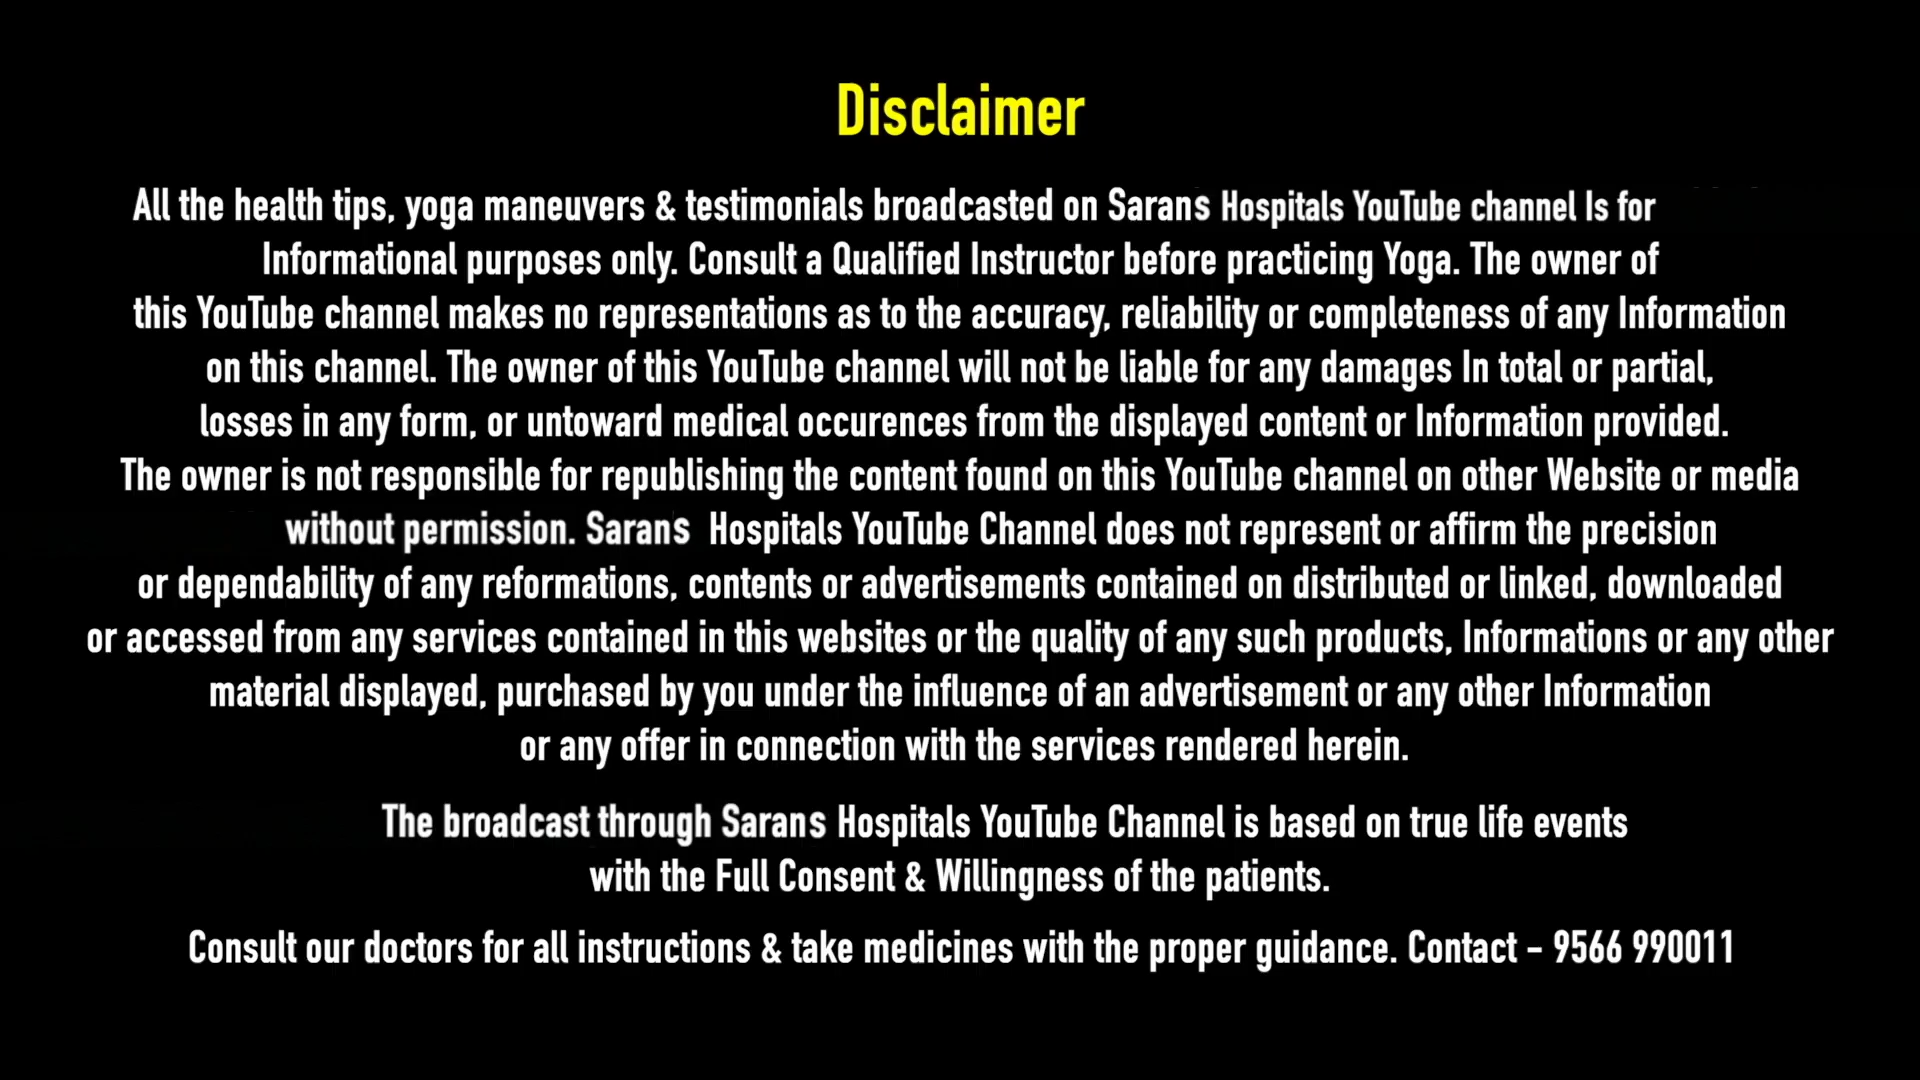 Disclaimer
All the health tips, yoga maneuvers & testimonials broadcasted on Sarans Hospitals YouTube channel Is for
Informational purposes only. Consult a Qualified Instructor before practicing Yoga. The owner of
this YouTube channel makes no representations as to the accuracy, reliability or completeness of any Information
on this channel. The owner of this YouTube channel will not be liable for any damages In total or partial,
losses in any form, or untoward medical occurences from the displayed content or Information provided.
The owner is not responsible for republishing the content found on this YouTube channel on other Website or media
without permission. Sarans Hospitals YouTube Channel does not represent or affirm the precision
or dependability of any reformations, contents or advertisements contained on distributed or linked, downloaded
or accessed from any services contained in this websites or the quality of any such products, Informations or any other
material displayed, purchased by you under the influence of an advertisement or any other Information
or any offer in connection with the services rendered herein.
The broadcast through Sarans Hospitals YouTube Channel is based on true life events
with the Full Consent & Willingness of the patients.
Consult our doctors for all instructions & take medicines with the proper guidance. Contact - 9566 990011